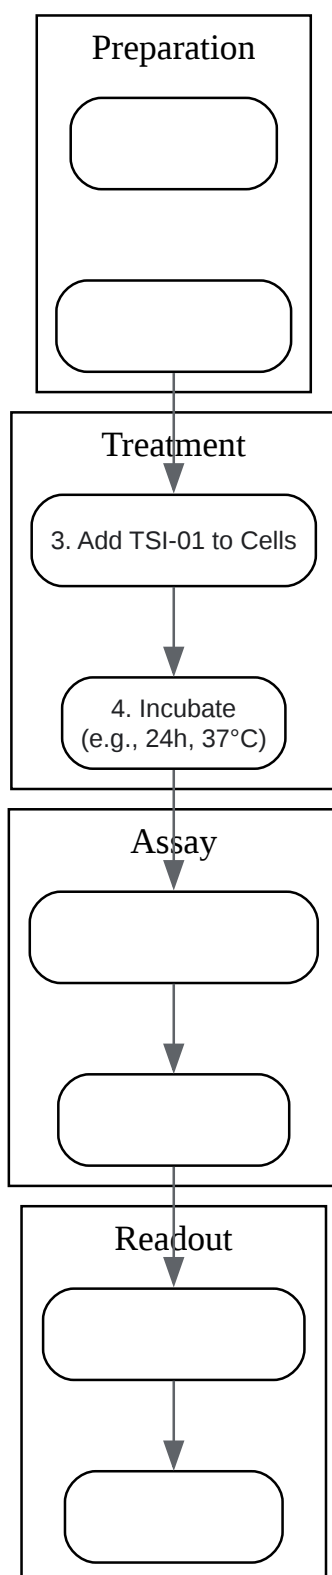 Preparation
Treatment
3. Add TSI-01 to Cells
4. Incubate
(e.g., 24h, 37°C)
Assay
Readout